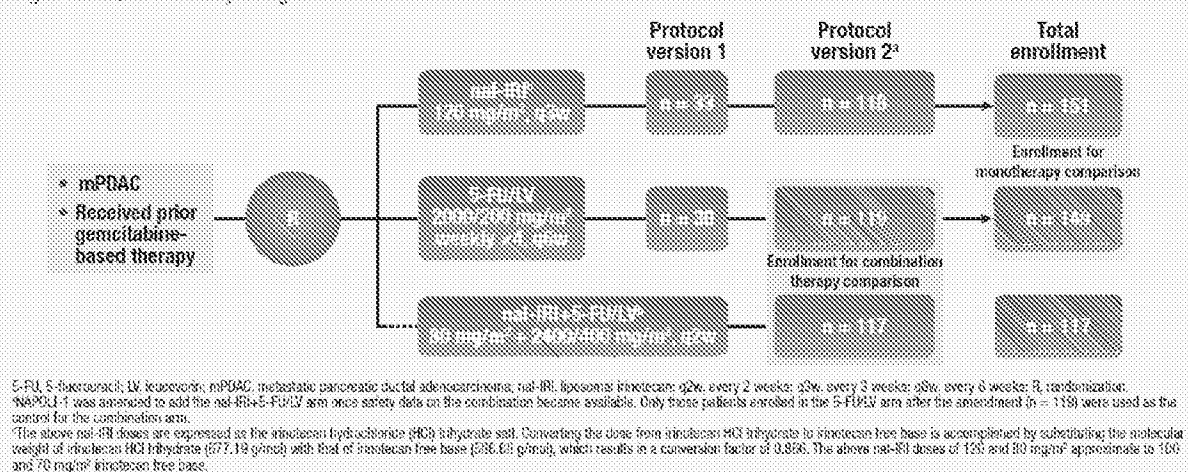 Protocol
version 1
Protocol
version 2ᵃ
Total
enrollment
nal-IRI
120 mg/m², q3w
n = 33
n = 118
n = 151
Enrollment for
monotherapy comparison
• mPDAC
• Received prior
gemcitabine-
based therapy
R
5-FU/LV
2000/200 mg/m²
weekly x4, q6w
n = 30
n = 119
n = 149
Enrollment for combination
therapy comparison
nal-IRI+5-FU/LVᵃ
80 mg/m² + 2400/400 mg/m², q2w
n = 117
n = 117
5-FU, 5-fluorouracil; LV, leucovorin; mPDAC, metastatic pancreatic ductal adenocarcinoma; nal-IRI, liposomal irinotecan; q2w, every 2 weeks; q3w, every 3 weeks; q6w, every 6 weeks; R, randomization.
ᵃNAPOLI-1 was amended to add the nal-IRI+5-FU/LV arm once safety data on the combination became available. Only those patients enrolled in the 5-FU/LV arm after the amendment (n = 119) were used as the
control for the combination arm.
The above nal-IRI doses are expressed as the irinotecan hydrochloride (HCl) trihydrate salt. Converting the dose from irinotecan HCl trihydrate to irinotecan free base is accomplished by substituting the molecular
weight of irinotecan HCl trihydrate (677.19 g/mol) with that of irinotecan free base (586.68 g/mol), which results in a conversion factor of 0.866. The above nal-IRI doses of 120 and 80 mg/m² approximate to 100
and 70 mg/m² irinotecan free base.